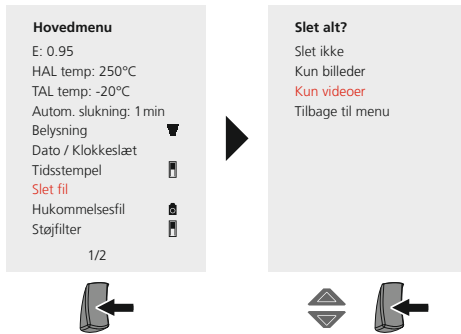 Hovedmenu
E: 0.95
HAL temp: 250°C
TAL temp: -20°C
Autom. slukning: 1 min
Belysning
Dato / Klokkeslæt
Tidsstempel
Slet fil
Hukommelsesfil
Støjfilter
1/2
Slet alt?
Slet ikke
Kun billeder
Kun videoer
Tilbage til menu